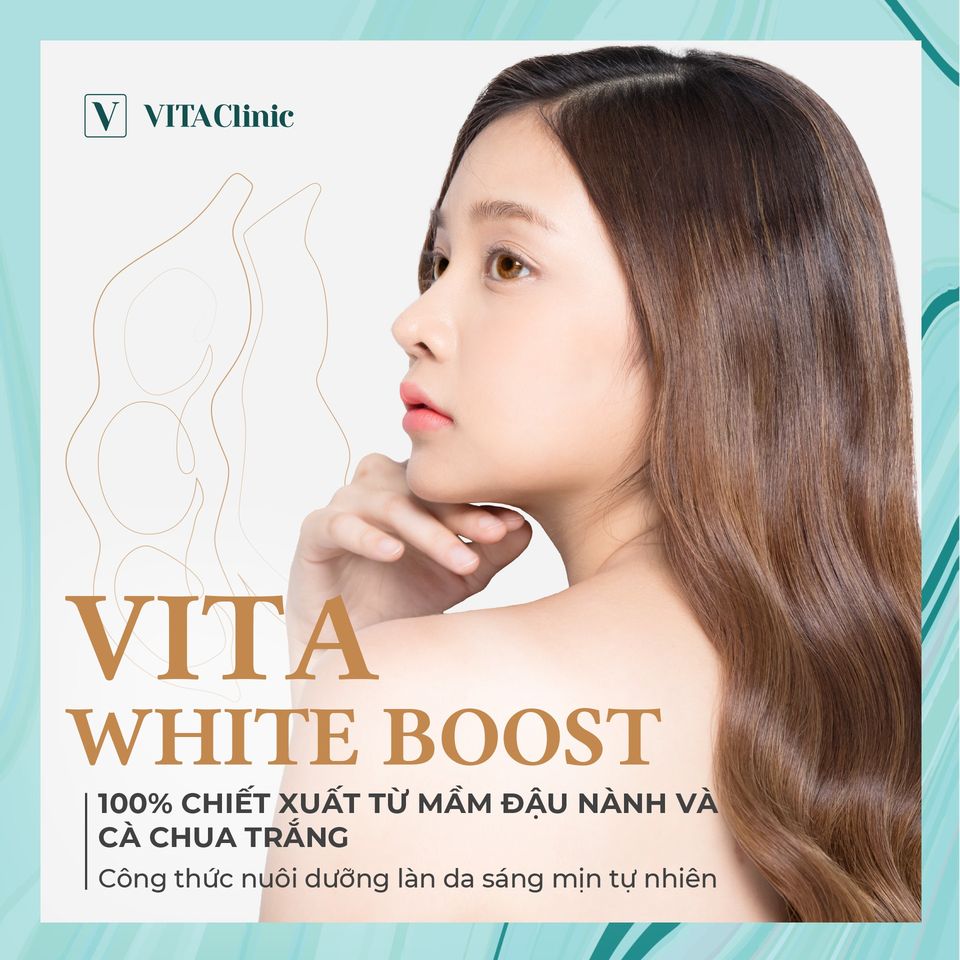 V VITAClinic
VITA
WHITE BOOST
100% CHIẾT XUẤT TỪ MẦM ĐẬU NÀNH VÀ
CÀ CHUA TRẮNG
Công thức nuôi dưỡng làn da sáng mịn tự nhiên